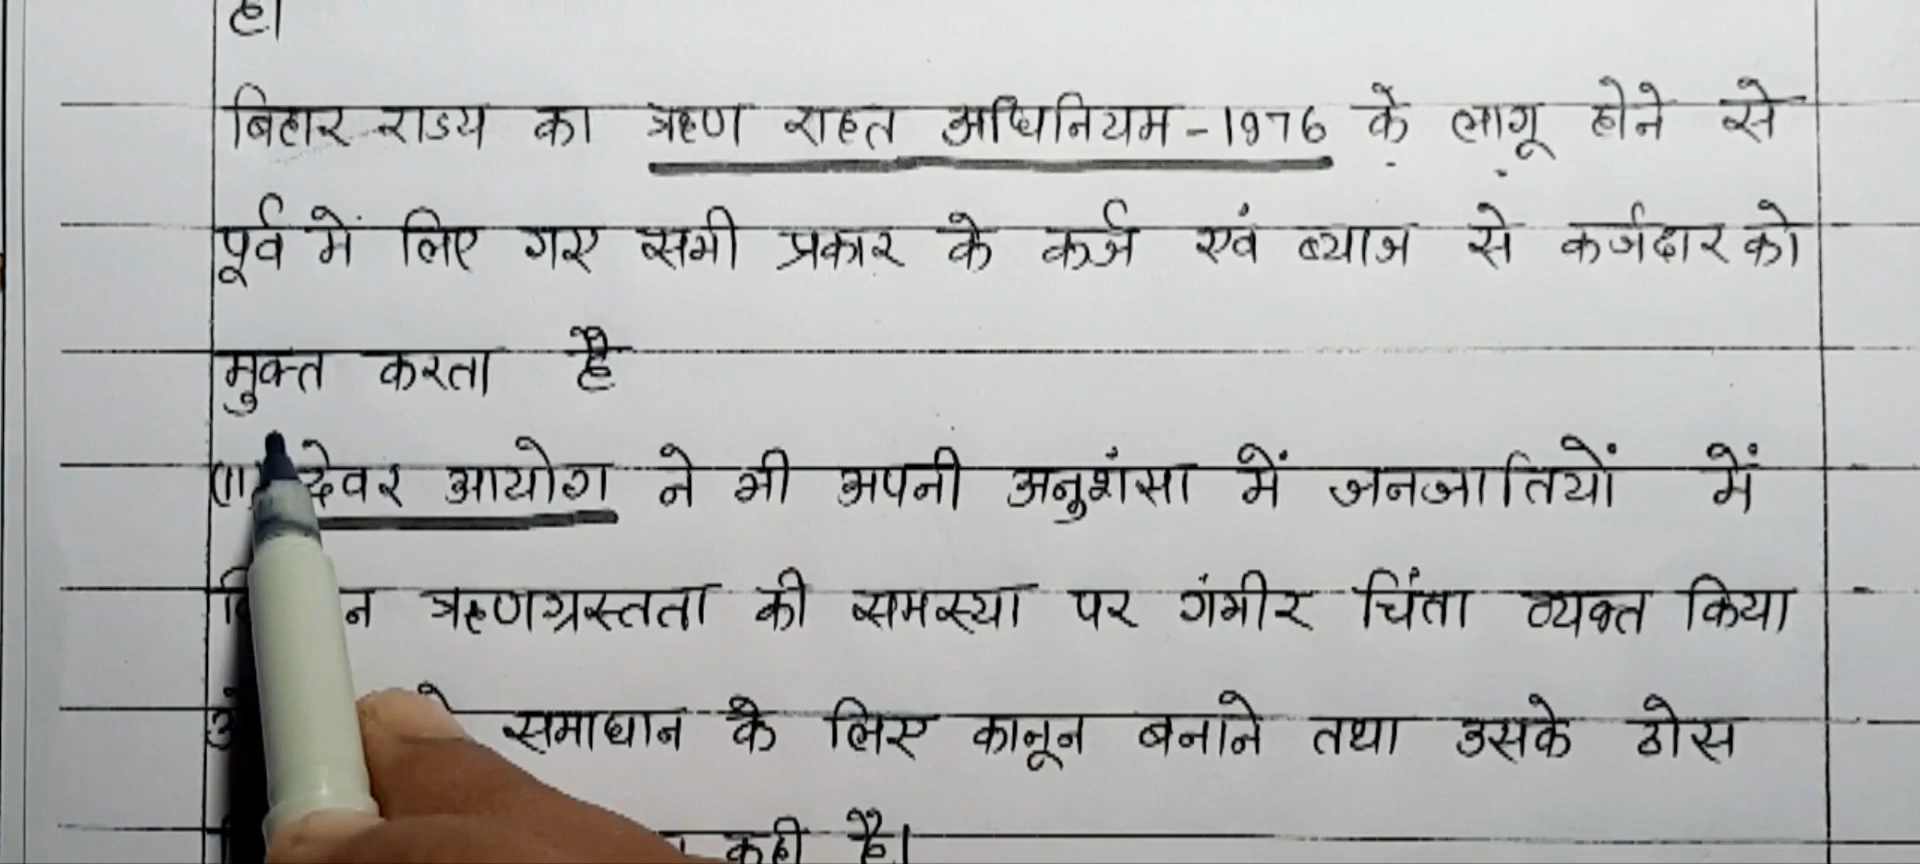 है।
बिहार राज्य का ऋण राहत अधिनियम-1976 के लागू होने से
पूर्व में लिए गए सभी प्रकार के कर्ज एवं ब्याज से कर्जदार को
मुक्त करता है
(11) देवर आयोग ने भी अपनी अनुशंसा में जनजातियों में
ऋणग्रस्तता की समस्या पर गंभीर चिंता व्यक्त किया
समाधान के लिए कानून बनाने तथा उसके ठोस
कही है।